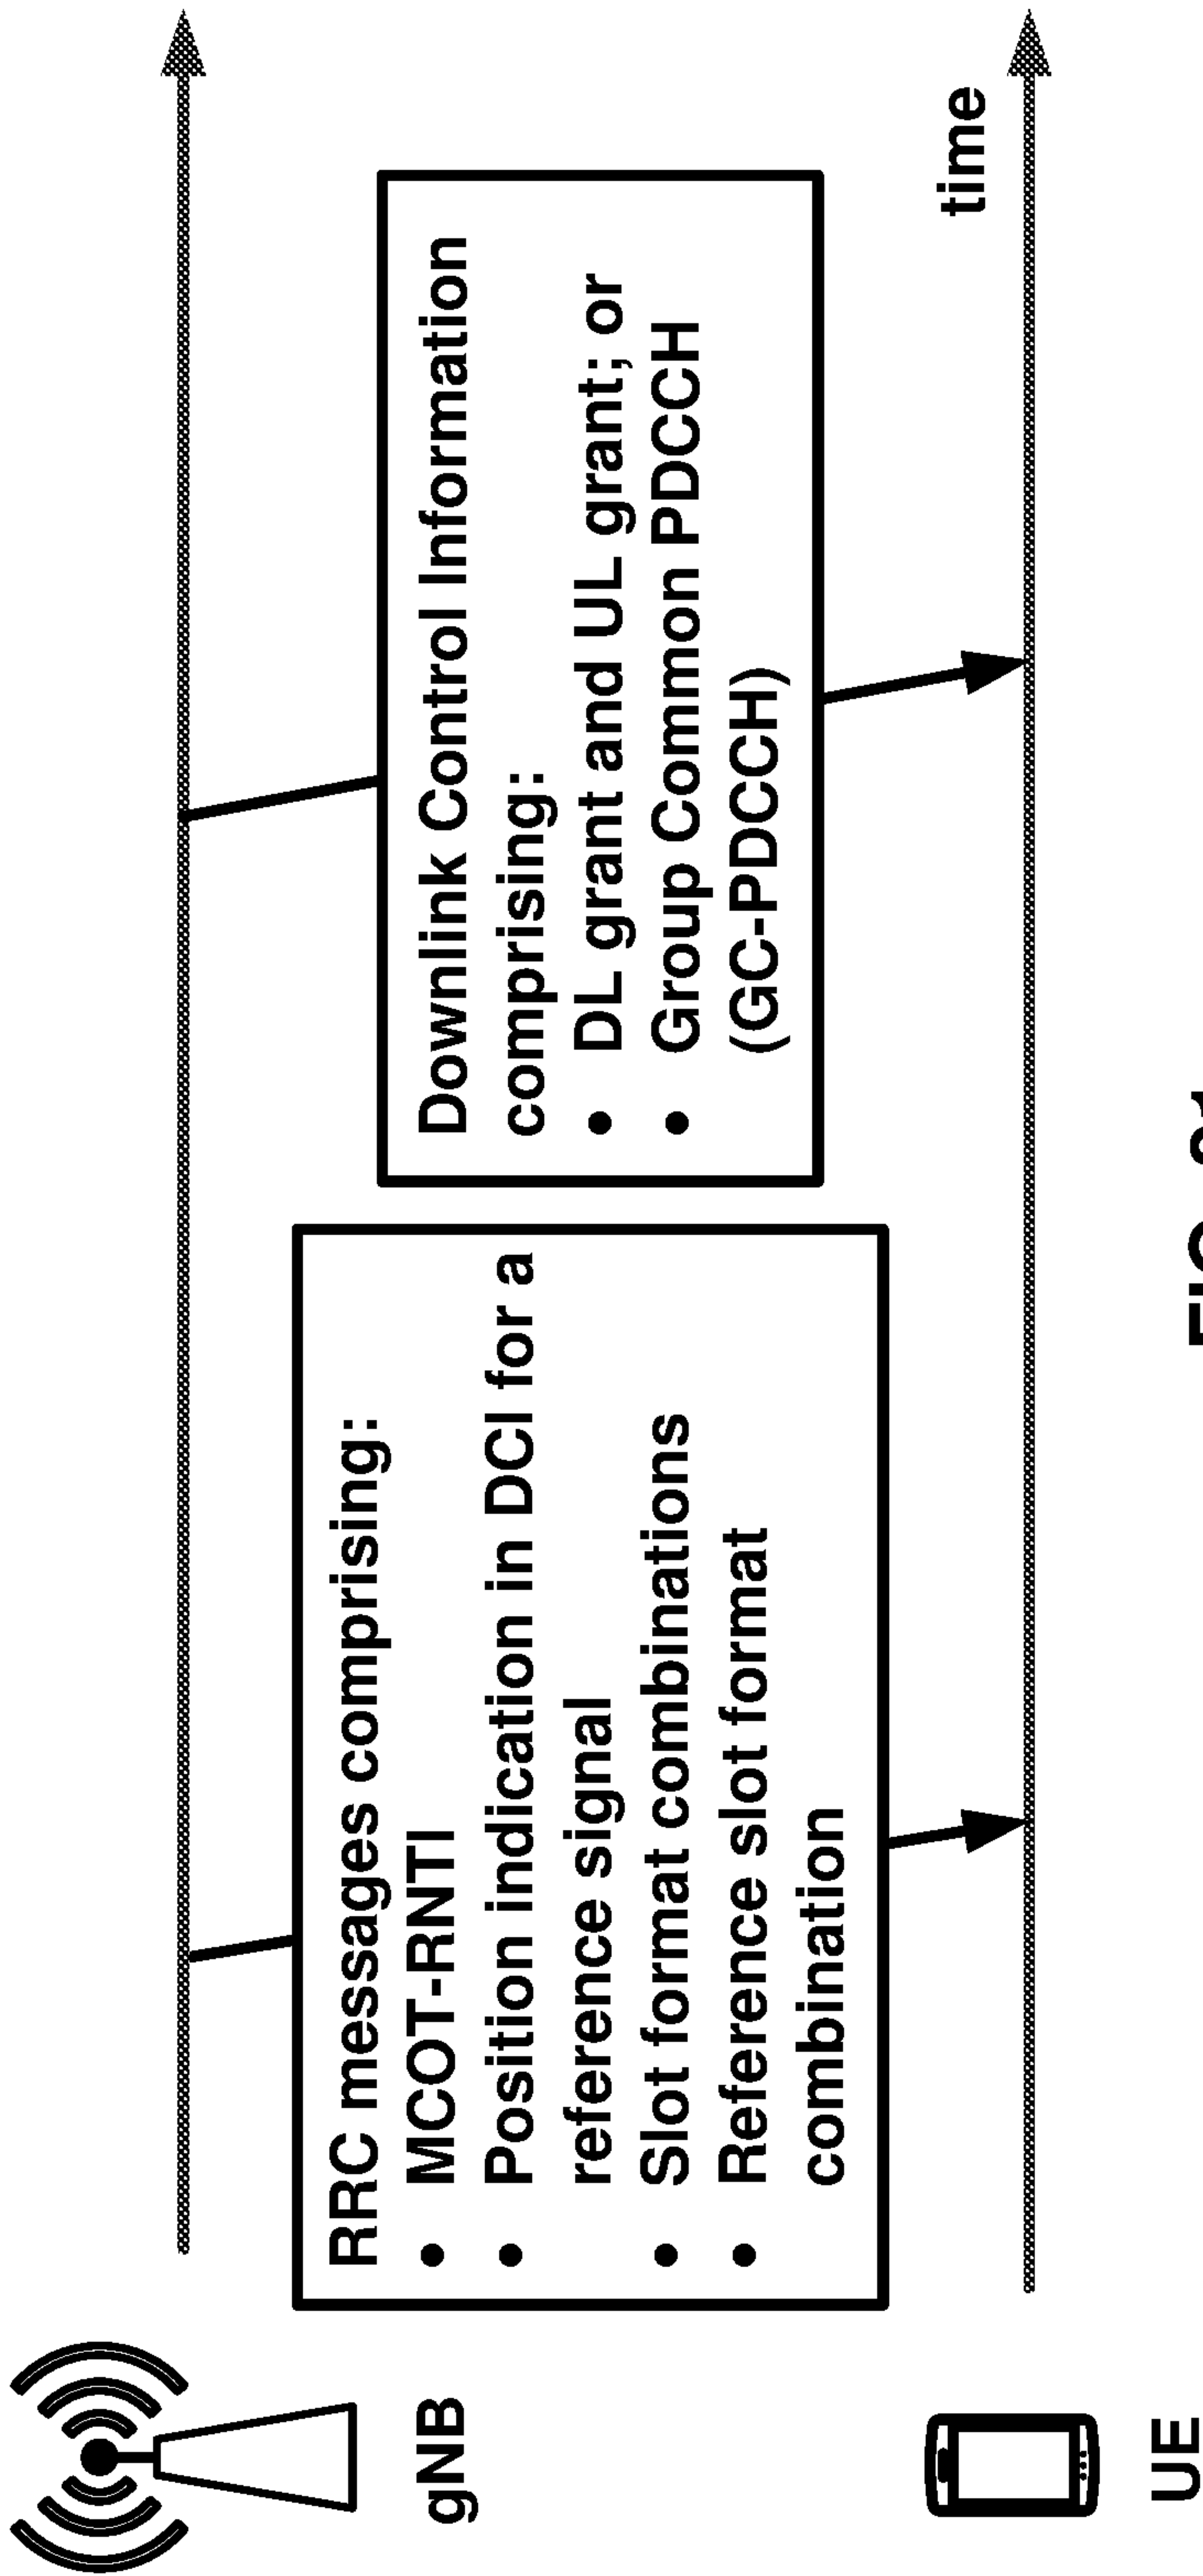 gNB
RRC messages comprising:
• MCOT-RNTI
• Position indication in DCI for a
reference signal
• Slot format combinations
• Reference slot format
combination
Downlink Control Information
comprising:
• DL grant and UL grant; or
• Group Common PDCCH
(GC-PDCCH)
time
UE